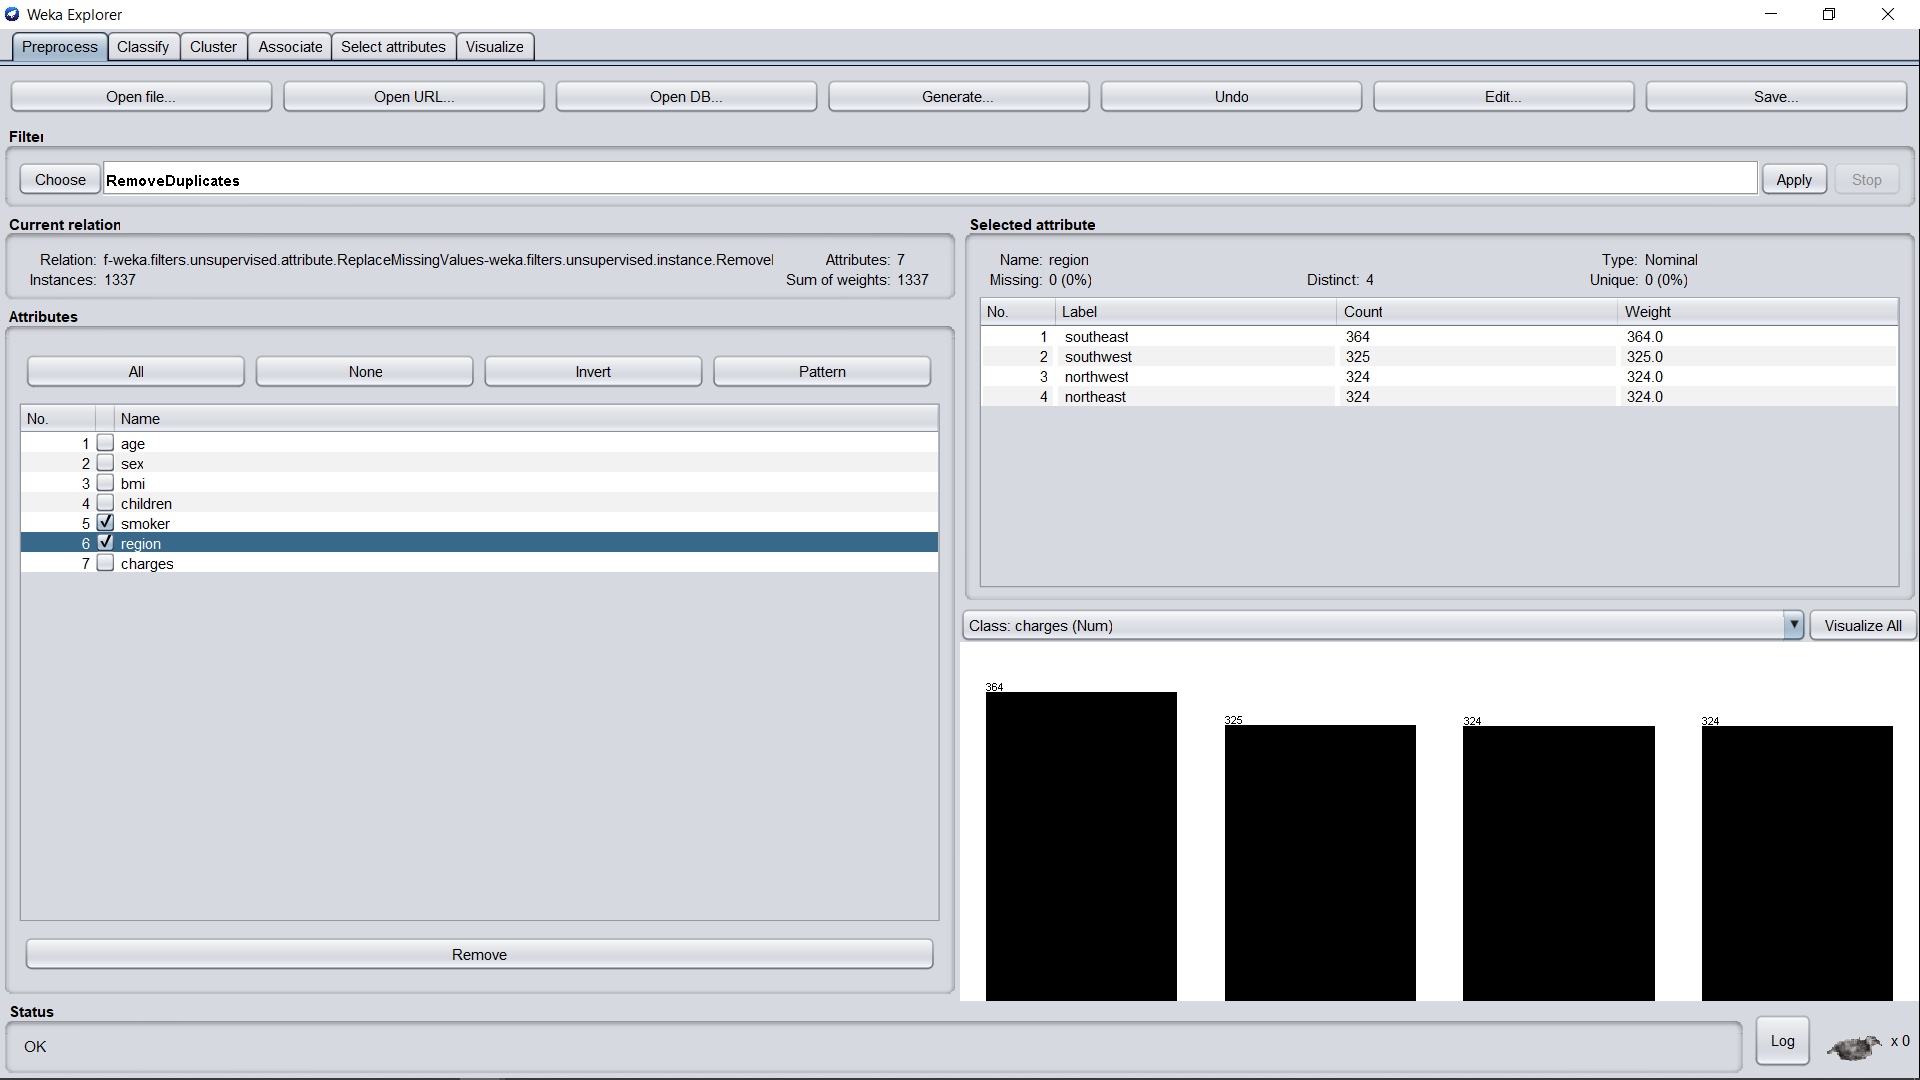 Weka Explorer
Preprocess Classify Cluster Associate Select attributes Visualize
Open file... Open URL... Open DB... Generate... Undo Edit... Save...
Filter
Choose RemoveDuplicates Apply Stop
Current relation
Relation: f-weka.filters.unsupervised.attribute.ReplaceMissingValues-weka.filters.unsupervised.instance.Removel Attributes: 7
Instances: 1337 Sum of weights: 1337
Attributes
All None Invert Pattern
No. Name
1 age
2 sex
3 bmi
4 children
5 smoker
6 region
7 charges
Remove
Selected attribute
Name: region Type: Nominal
Missing: 0 (0%) Distinct: 4 Unique: 0 (0%)
No. Label Count Weight
1 southeast 364 364.0
2 southwest 325 325.0
3 northwest 324 324.0
4 northeast 324 324.0
Class: charges (Num) Visualize All
364 325 324 324
Status
OK Log x 0